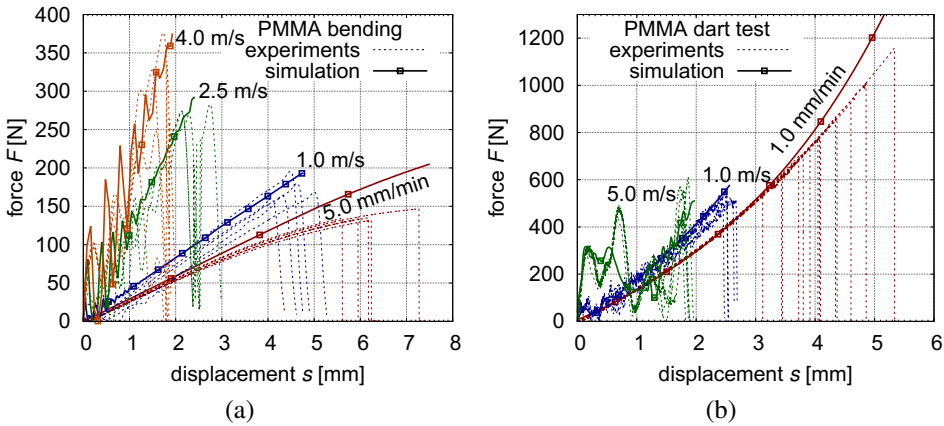 PMMA bending
experiments
simulation
4.0 m/s
2.5 m/s
1.0 m/s
5.0 mm/min
force F [N]
400
350
300
250
200
150
100
50
0
0 1 2 3 4 5 6 7 8
displacement s [mm]
(a)
PMMA dart test
experiments
simulation
1.0 mm/min
5.0 m/s
1.0 m/s
force F [N]
1200
1000
800
600
400
200
0
0 1 2 3 4 5 6
displacement s [mm]
(b)